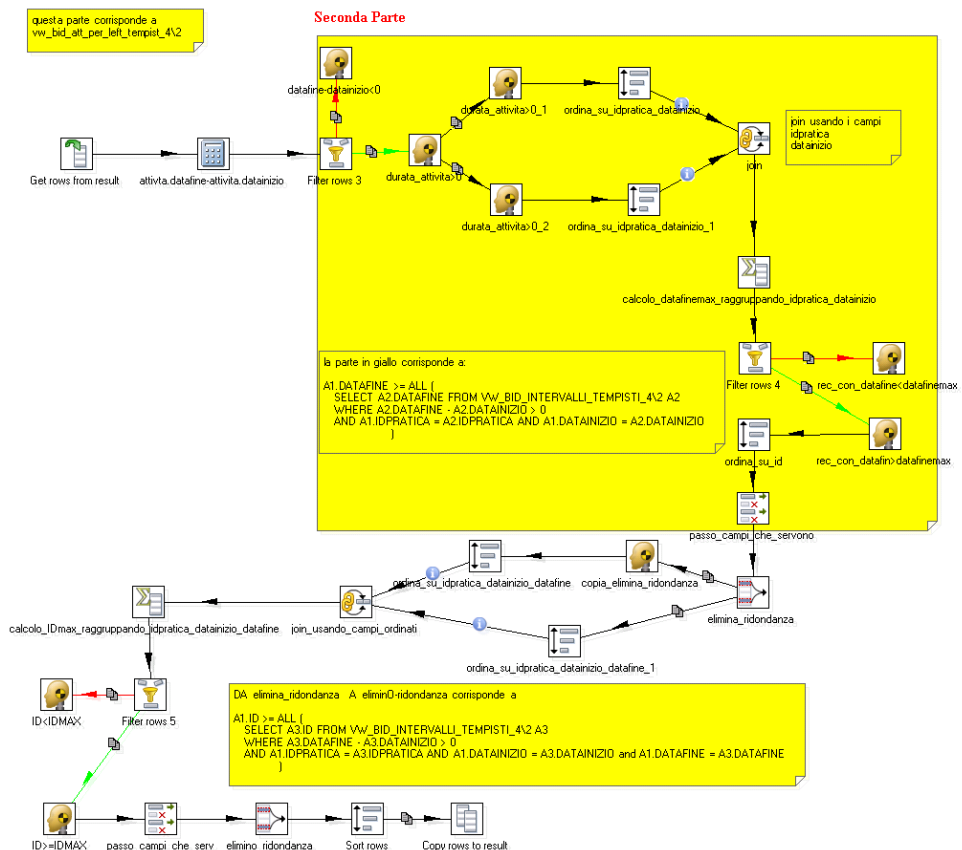 questa parte corrisponde a
vw_bid_att_per_left_tempist_4\2
Seconda Parte
datafine-datainizio<0
durata_attivita>0_1
ordina_su_idpratica_datainizio
join usando i campi
idpratica
datainizio
Get rows from result
attivta.datafine-attivita.datainizio
Filter rows 3
durata_attivita>0
join
durata_attivita>0_2
ordina_su_idpratica_datainizio_1
calcolo_datafinemax_raggruppando_idpratica_datainizio
la parte in giallo corrisponde a:
A1.DATAFINE >= ALL (
SELECT A2.DATAFINE FROM VW_BID_INTERVALLI_TEMPISTI_4\2 A2
WHERE A2.DATAFINE - A2.DATAINIZIO > 0
AND A1.IDPRATICA = A2.IDPRATICA AND A1.DATAINIZIO = A2.DATAINIZIO
)
Filter rows 4
rec_con_datafine<datafinemax
ordina_su_id
rec_con_datafin>datafinemax
passo_campi_che_servono
ordina_su_idpratica_datainizio_datafine
copia_elimina_ridondanza
elimina_ridondanza
calcolo_IDmax_raggruppando_idpratica_datainizio_datafine
join_usando_campi_ordinati
ordina_su_idpratica_datainizio_datafine_1
ID<IDMAX
Filter rows 5
DA elimina_ridondanza A elimin0-ridondanza corrisponde a
A1.ID >= ALL (
SELECT A3.ID FROM VW_BID_INTERVALLI_TEMPISTI_4\2 A3
WHERE A3.DATAFINE - A3.DATAINIZIO > 0
AND A1.IDPRATICA = A3.IDPRATICA AND A1.DATAINIZIO = A3.DATAINIZIO and A1.DATAFINE = A3.DATAFINE
)
ID>=IDMAX
passo_campi_che_serv
elimino_ridondanza
Sort rows
Copy rows to result